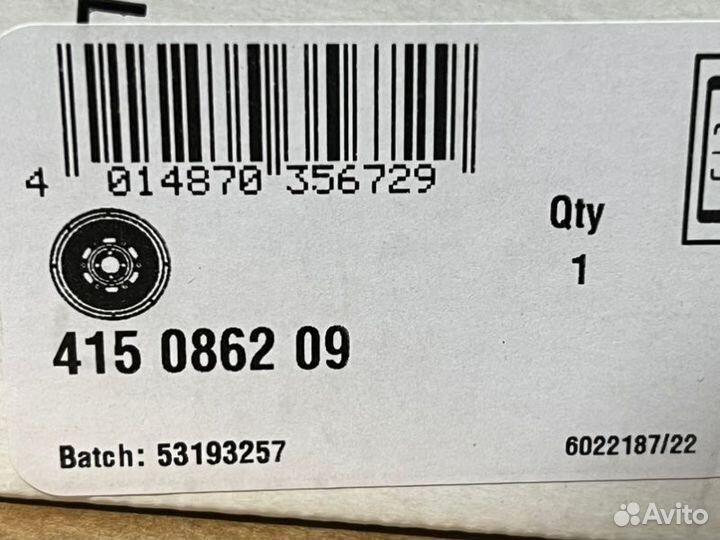 4 014870 356729
Qty
1
415 0862 09
Batch: 53193257
6022187/22
Avito